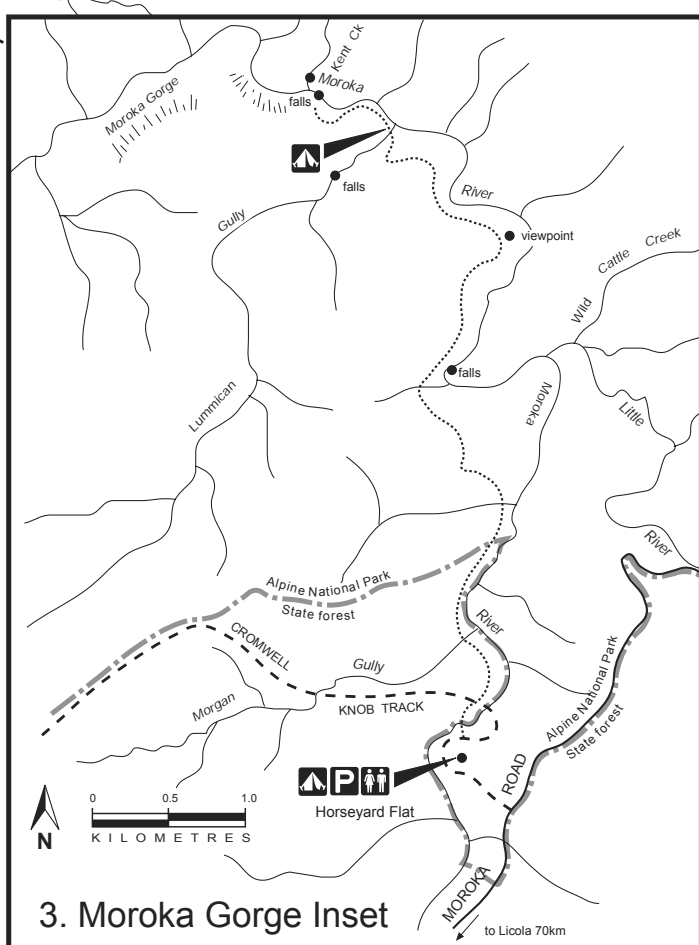 Kent Ck
Moroka
falls
Moroka Gorge
falls
River
Gully
viewpoint
Wild Cattle Creek
falls
Moroka
Lummican
Little
River
Alpine National Park
State forest
River
CROMWELL
Gully
Alpine National Park
State forest
Morgan
KNOB TRACK
P
ROAD
Horseyard Flat
0 0.5 1.0
KILOMETRES
N
MOROKA
3. Moroka Gorge Inset
to Licola 70km